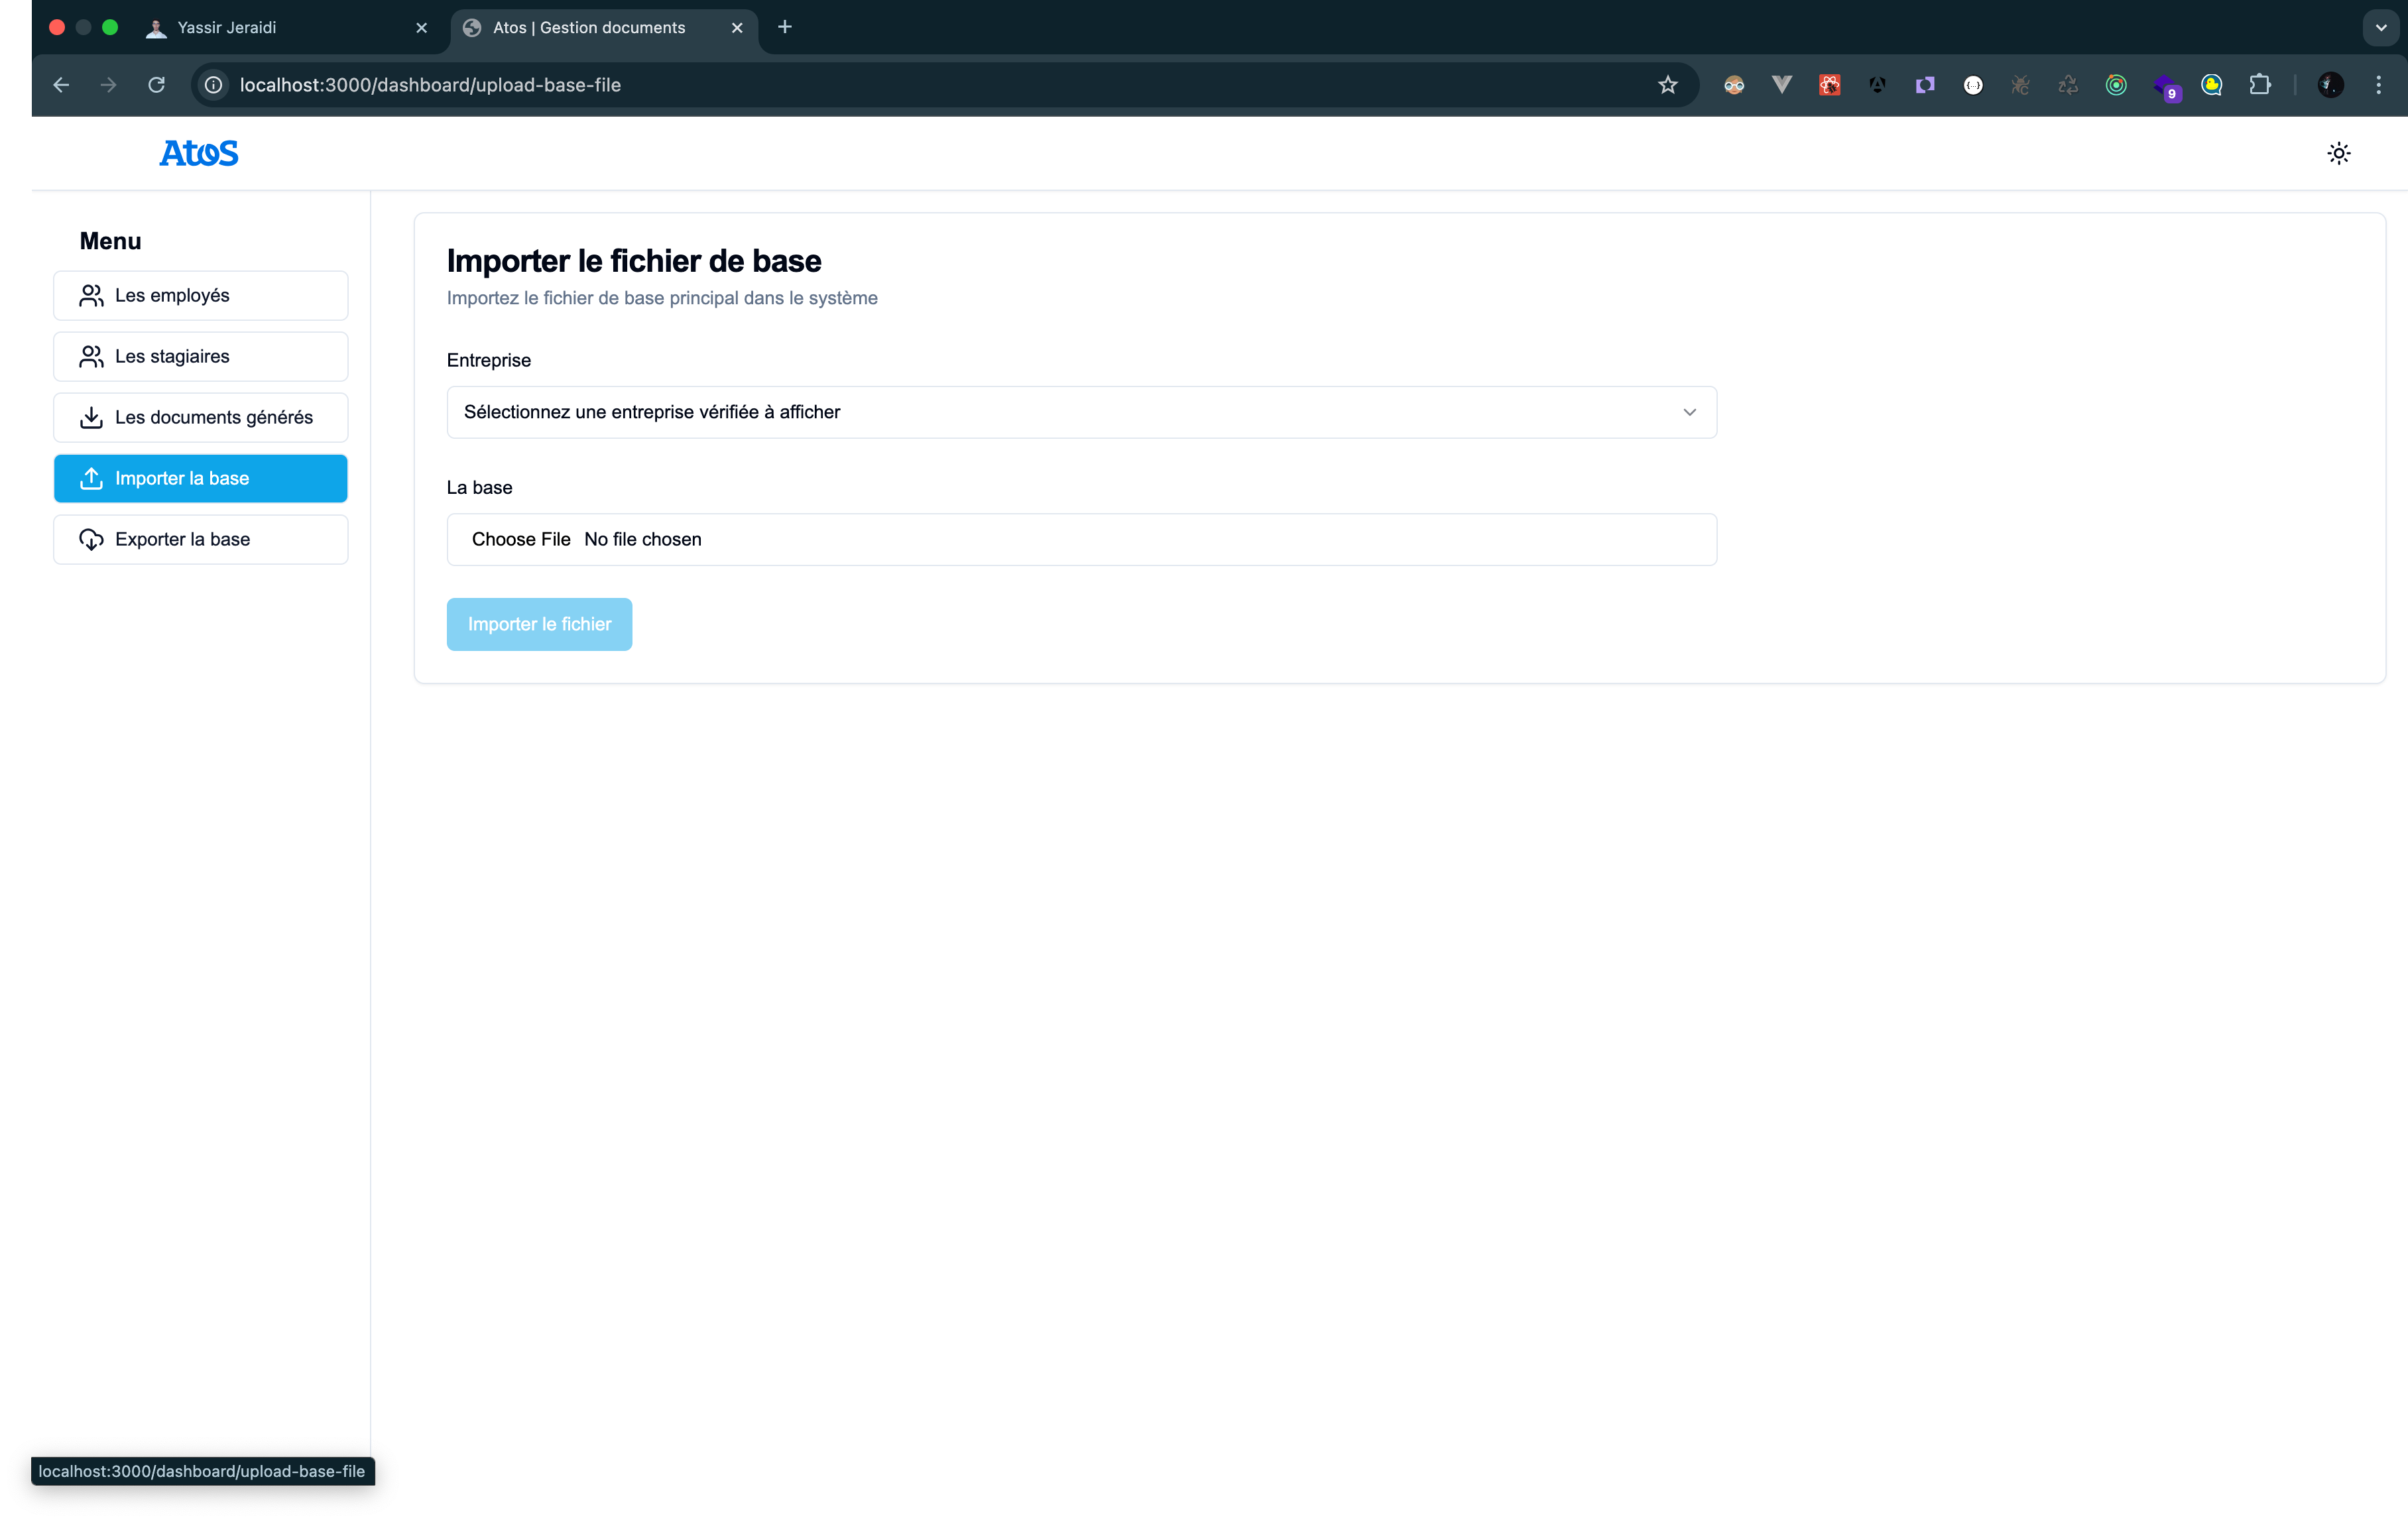 Yassir Jeraidi
Atos | Gestion documents
localhost:3000/dashboard/upload-base-file
9
Atos
Menu
Les employés
Les stagiaires
Les documents générés
Importer la base
Exporter la base
Importer le fichier de base
Importez le fichier de base principal dans le système
Entreprise
Sélectionnez une entreprise vérifiée à afficher
La base
Choose File No file chosen
Importer le fichier
localhost:3000/dashboard/upload-base-file